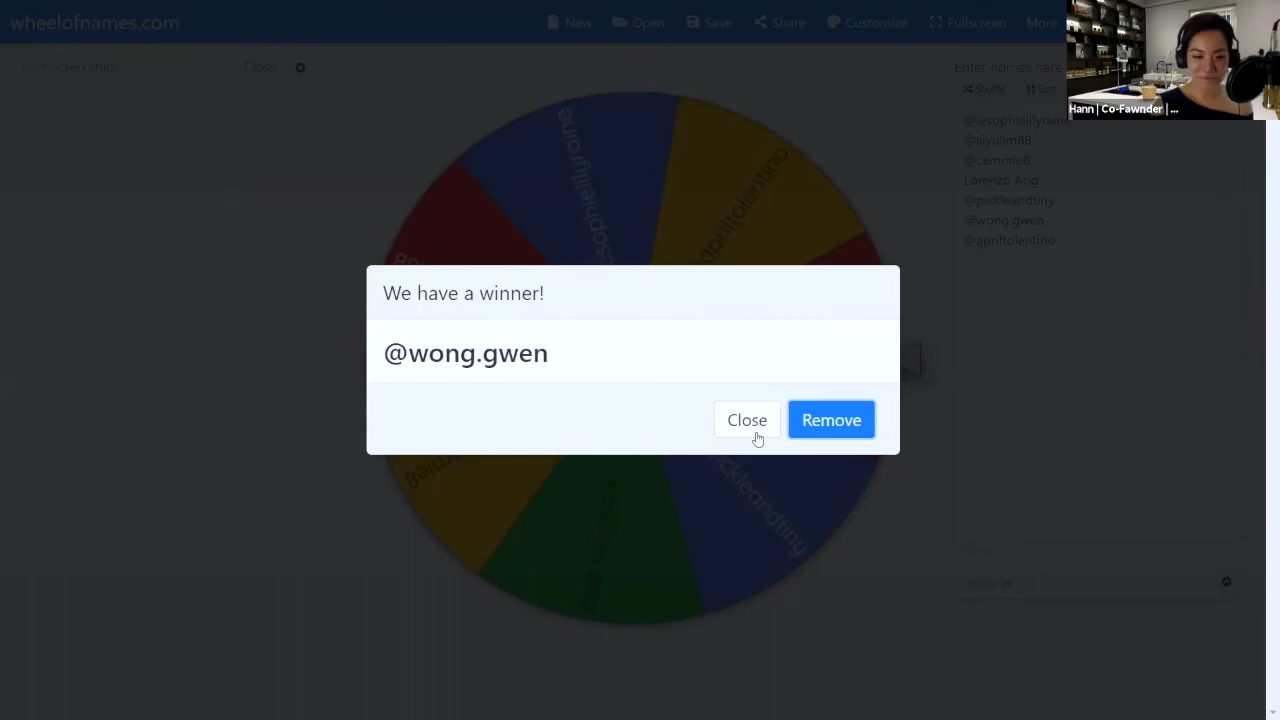 wheelofnames.com
New
Open
Save
Share
Customize
Fullscreen
More
Hann | Co-Fawnder | ...
Sponsored links
Close
Enter names here
Shuffle
Sort
@lesophielilyraine
@siyulim88
@cemmie8
Lorenzo Ang
@pickleandtiny
@wong.gwen
@apriltolentino
We have a winner!
@wong.gwen
Close
Remove